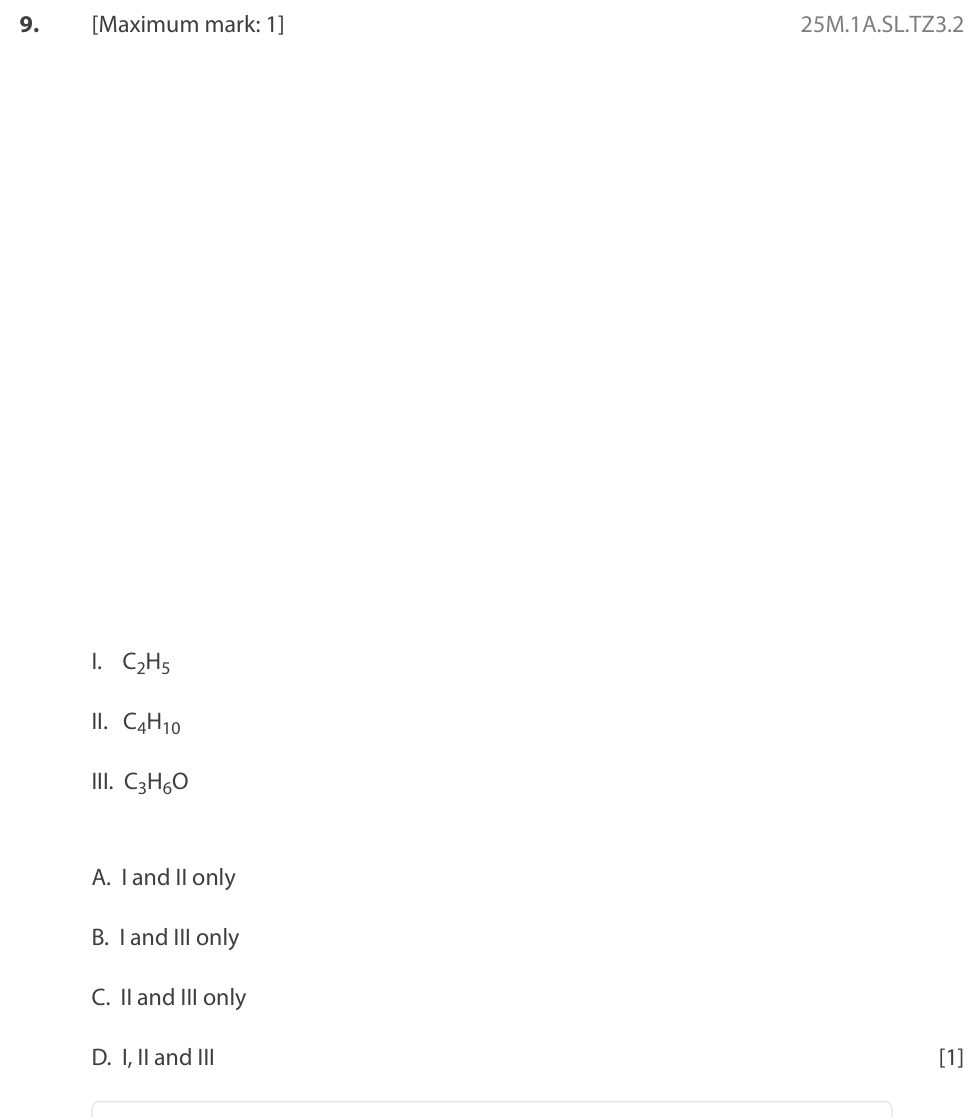 9. [Maximum mark: 1] 25M.1A.SL.TZ3.2
I. C₂H₅
II. C₄H₁₀
III. C₃H₆O
A. I and II only
B. I and III only
C. II and III only
D. I, II and III [1]